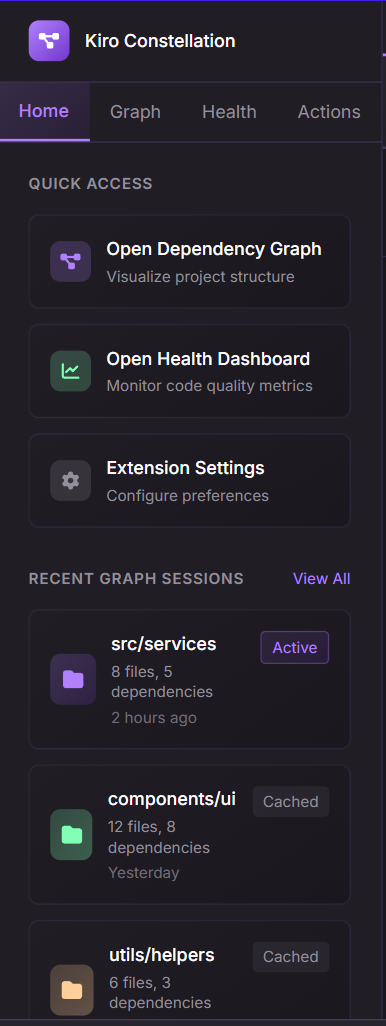 Kiro Constellation
Home Graph Health Actions
QUICK ACCESS
Open Dependency Graph
Visualize project structure
Open Health Dashboard
Monitor code quality metrics
Extension Settings
Configure preferences
RECENT GRAPH SESSIONS View All
src/services Active
8 files, 5
dependencies
2 hours ago
components/ui Cached
12 files, 8
dependencies
Yesterday
utils/helpers Cached
6 files, 3
dependencies